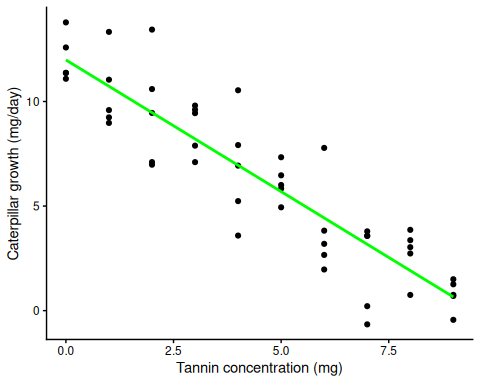 Caterpillar growth (mg/day)
10
5
0
0.0 2.5 5.0 7.5
Tannin concentration (mg)